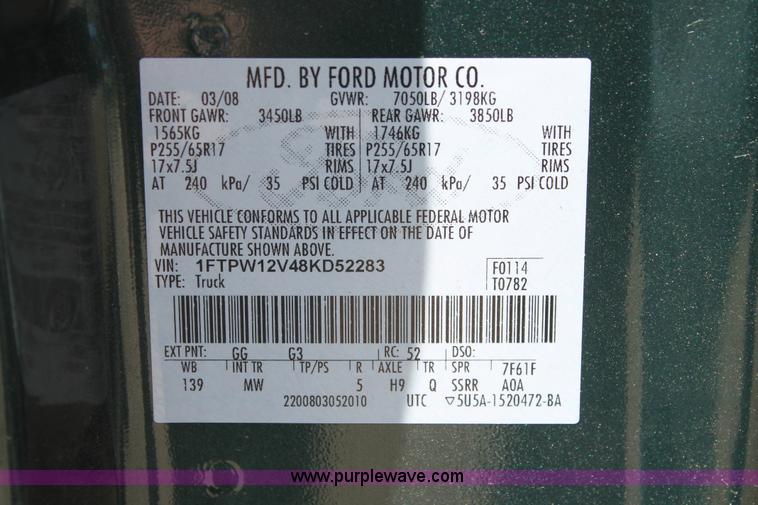 MFD. BY FORD MOTOR CO.
DATE: 03/08 GVWR: 7050LB/ 3198KG
FRONT GAWR: 3450LB REAR GAWR: 3850LB
1565KG WITH 1746KG WITH
P255/65R17 TIRES P255/65R17 TIRES
17x7.5J RIMS 17x7.5J RIMS
AT 240 kPa/ 35 PSI COLD AT 240 kPa/ 35 PSI COLD
THIS VEHICLE CONFORMS TO ALL APPLICABLE FEDERAL MOTOR
VEHICLE SAFETY STANDARDS IN EFFECT ON THE DATE OF
MANUFACTURE SHOWN ABOVE.
VIN: 1FTPW12V48KD52283 F0114
TYPE: Truck T0782
EXT PNT: GG G3 RC: 52 DSO:
WB INT TR TP/PS R AXLE TR SPR 7F61F
139 MW 5 H9 Q SSRR A0A
2200803052010 UTC ▽5U5A-1520472-BA
www.purplewave.com